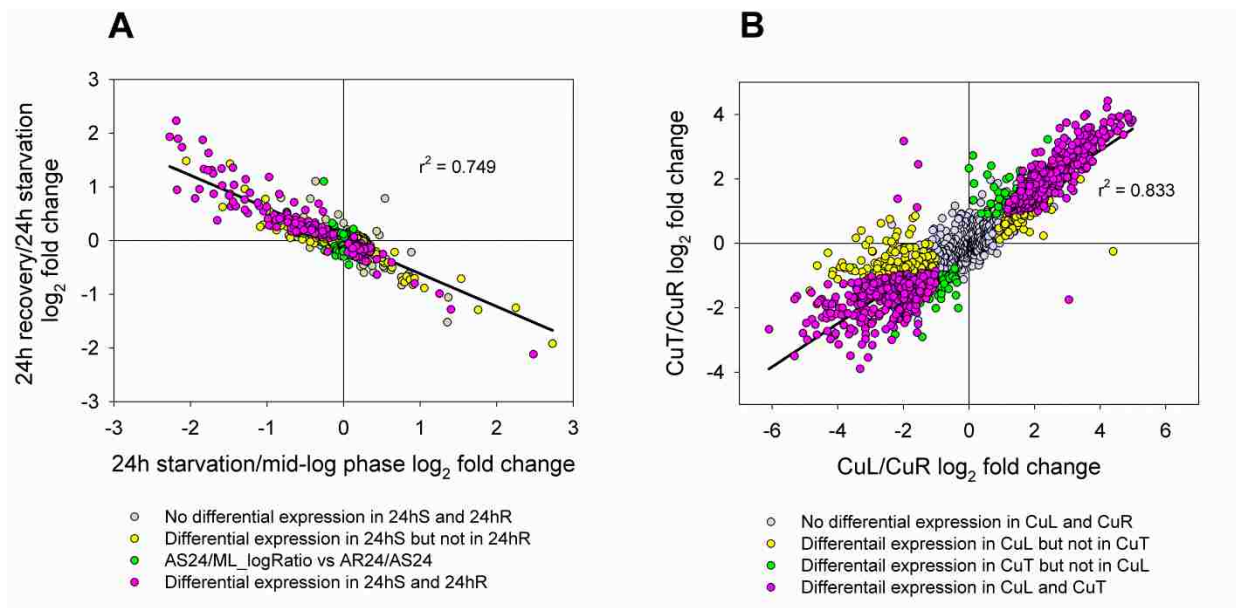 A
3
2
1
0
-1
-2
-3
24h recovery/24h starvation
log2 fold change
r2 = 0.749
-3 -2 -1 0 1 2 3
24h starvation/mid-log phase log2 fold change
No differential expression in 24hS and 24hR
Differential expression in 24hS but not in 24hR
AS24/ML_logRatio vs AR24/AS24
Differential expression in 24hS and 24hR
B
4
2
0
-2
-4
CuT/CuR log2 fold change
r2 = 0.833
-6 -4 -2 0 2 4 6
CuL/CuR log2 fold change
No differential expression in CuL and CuR
Differentail expression in CuL but not in CuT
Differentail expression in CuT but not in CuL
Differentail expression in CuL and CuT